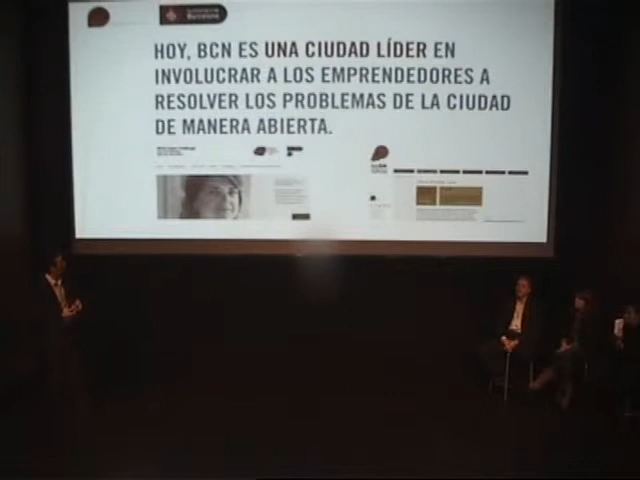 Barcelona
HOY, BCN ES UNA CIUDAD LÍDER EN
INVOLUCRAR A LOS EMPRENDEDORES A
RESOLVER LOS PROBLEMAS DE LA CIUDAD
DE MANERA ABIERTA.